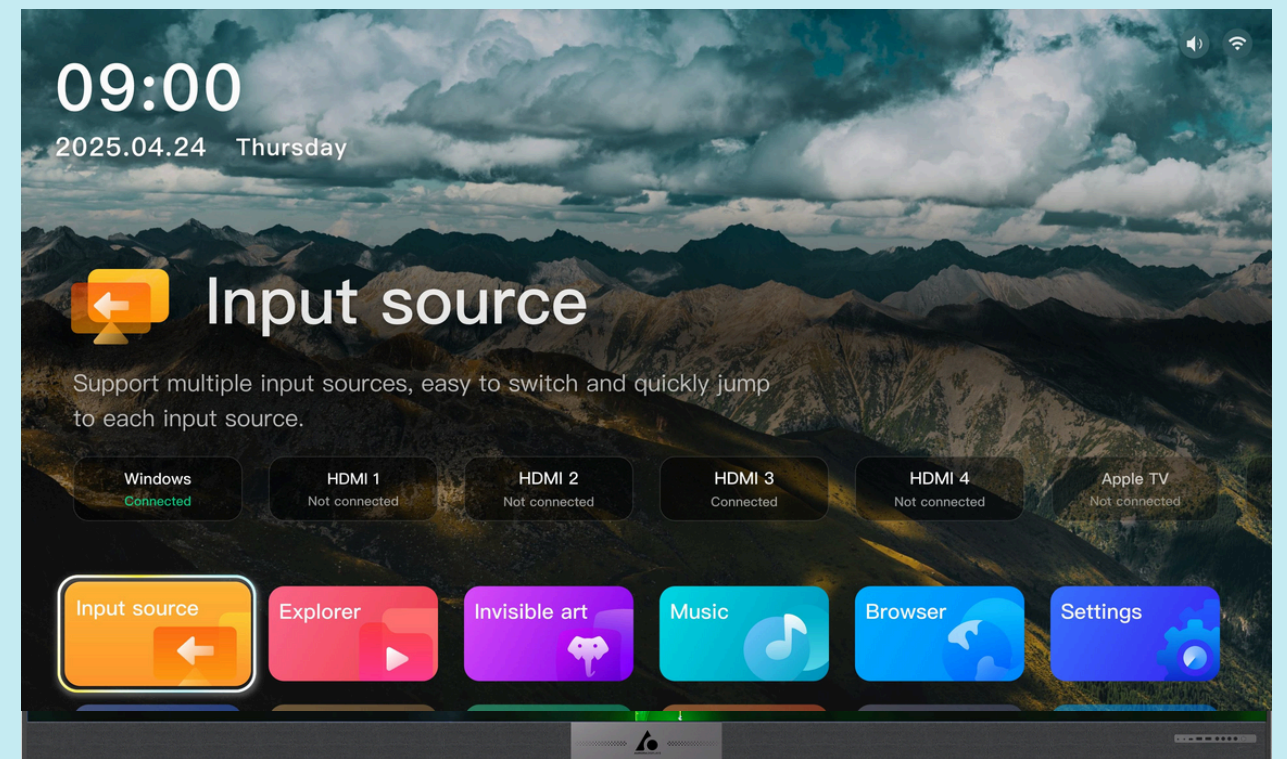 09:00
2025.04.24 Thursday
Input source
Support multiple input sources, easy to switch and quickly jump
to each input source.
Windows
Connected
HDMI 1
Not connected
HDMI 2
Not connected
HDMI 3
Connected
HDMI 4
Not connected
Apple TV
Not connected
Input source
Explorer
Invisible art
Music
Browser
Settings